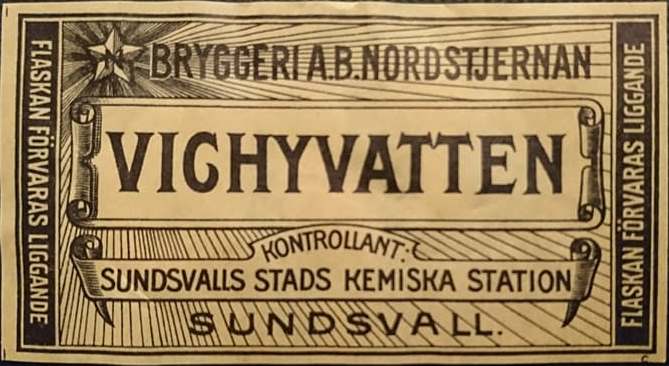 BRYGGERI A.B. NORDSTJERNAN
VICHYVATTEN
KONTROLLANT:
SUNDSVALLS STADS KEMISKA STATION
SUNDSVALL.
FLASKAN FÖRVARAS LIGGANDE
FLASKAN FÖRVARAS LIGGANDE
N
C